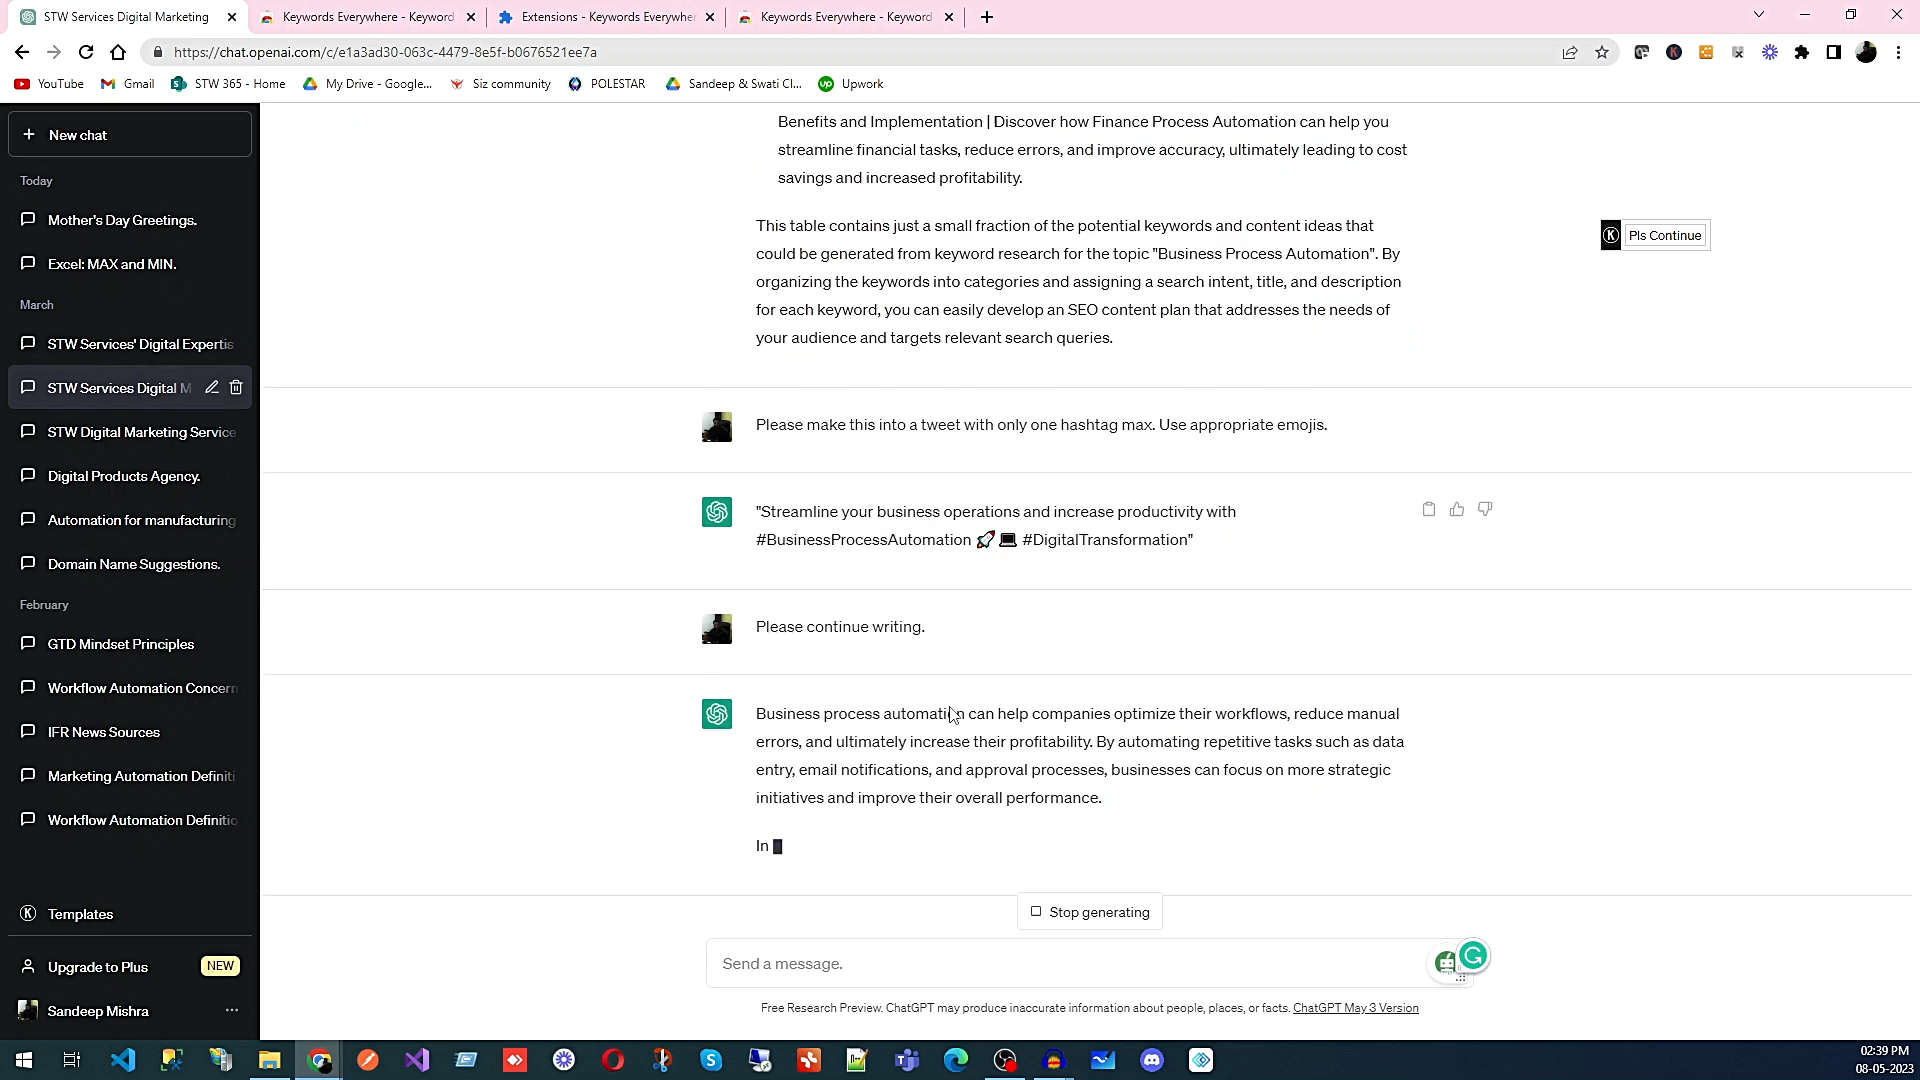 STW Services Digital Marketing
Keywords Everywhere - Keyword
Extensions - Keywords Everywhe
Keywords Everywhere - Keyword
https://chat.openai.com/c/e1a3ad30-063c-4479-8e5f-b0676521ee7a
YouTube
Gmail
STW 365 - Home
My Drive - Google...
Siz community
POLESTAR
Sandeep & Swati Cl...
Upwork
New chat
Today
Mother's Day Greetings.
Excel: MAX and MIN.
March
STW Services' Digital Expertis
STW Services Digital M
STW Digital Marketing Service
Digital Products Agency.
Automation for manufacturing
Domain Name Suggestions.
February
GTD Mindset Principles
Workflow Automation Concern
IFR News Sources
Marketing Automation Definiti
Workflow Automation Definitio
Templates
Upgrade to Plus
NEW
Sandeep Mishra
Benefits and Implementation | Discover how Finance Process Automation can help you
streamline financial tasks, reduce errors, and improve accuracy, ultimately leading to cost
savings and increased profitability.
This table contains just a small fraction of the potential keywords and content ideas that
could be generated from keyword research for the topic "Business Process Automation". By
organizing the keywords into categories and assigning a search intent, title, and description
for each keyword, you can easily develop an SEO content plan that addresses the needs of
your audience and targets relevant search queries.
Pls Continue
Please make this into a tweet with only one hashtag max. Use appropriate emojis.
"Streamline your business operations and increase productivity with
#BusinessProcessAutomation 🚀💻 #DigitalTransformation"
Please continue writing.
Business process automation can help companies optimize their workflows, reduce manual
errors, and ultimately increase their profitability. By automating repetitive tasks such as data
entry, email notifications, and approval processes, businesses can focus on more strategic
initiatives and improve their overall performance.
In
Stop generating
Send a message.
Free Research Preview. ChatGPT may produce inaccurate information about people, places, or facts. ChatGPT May 3 Version
02:39 PM
08-05-2023